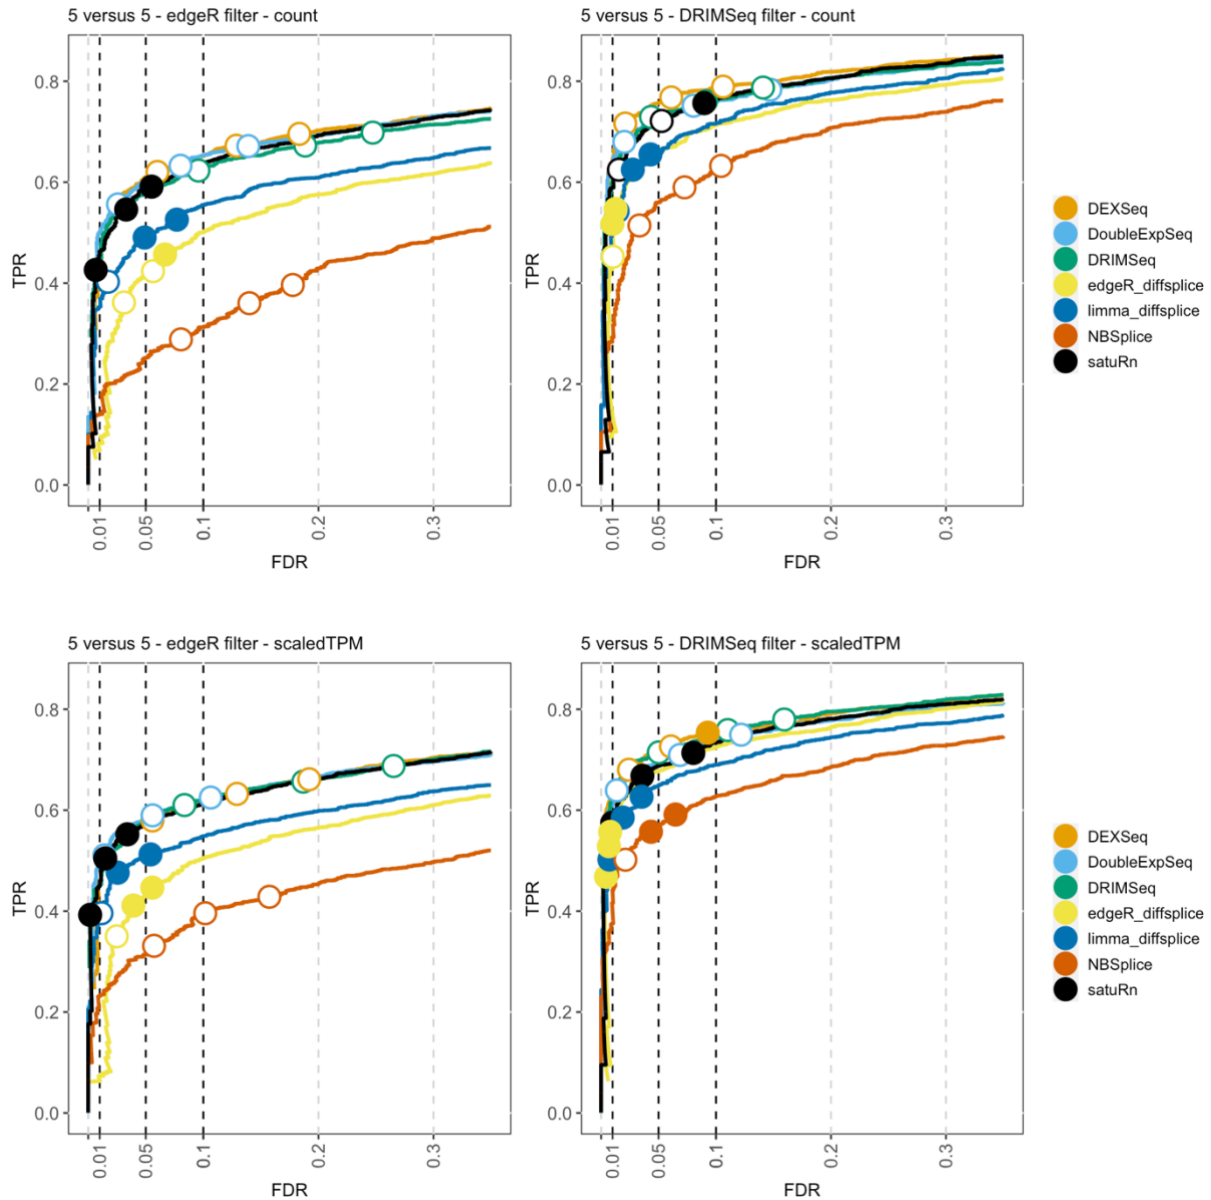 5 versus 5 - edgeR filter - count
5 versus 5 - DRIMSeq filter - count
TPR
0.8
0.6
0.4
0.2
0.0
0.01
0.05
0.1
0.2
0.3
FDR
TPR
0.8
0.6
0.4
0.2
0.0
0.01
0.05
0.1
0.2
0.3
FDR
DEXSeq
DoubleExpSeq
DRIMSeq
edgeR_diffsplice
limma_diffsplice
NBSplice
satuRn
5 versus 5 - edgeR filter - scaledTPM
5 versus 5 - DRIMSeq filter - scaledTPM
TPR
0.8
0.6
0.4
0.2
0.0
0.01
0.05
0.1
0.2
0.3
FDR
TPR
0.8
0.6
0.4
0.2
0.0
0.01
0.05
0.1
0.2
0.3
FDR
DEXSeq
DoubleExpSeq
DRIMSeq
edgeR_diffsplice
limma_diffsplice
NBSplice
satuRn